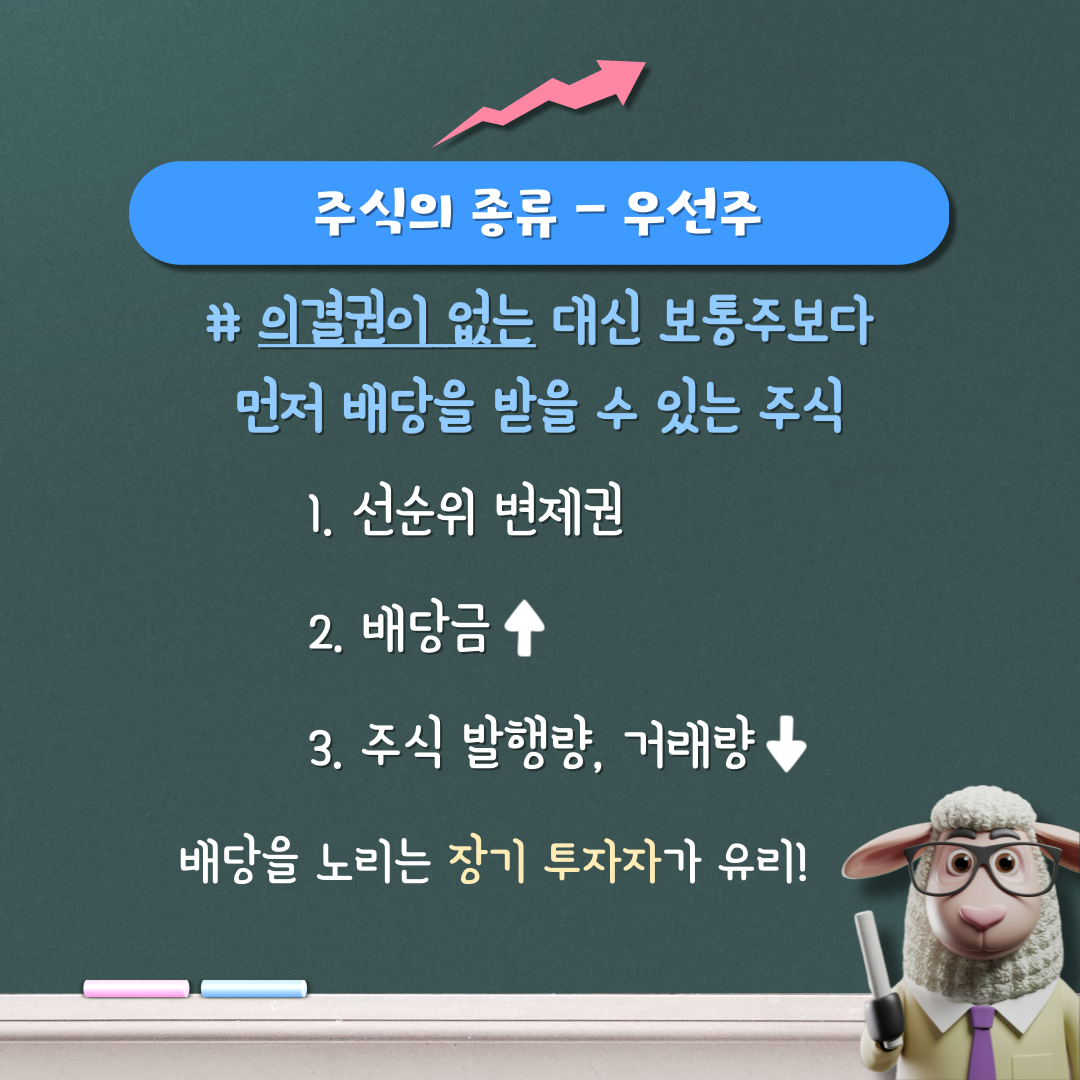 주식의 종류 - 우선주
# 의결권이 없는 대신 보통주보다
먼저 배당을 받을 수 있는 주식
1. 선순위 변제권
2. 배당금
3. 주식 발행량, 거래량
배당을 노리는 장기 투자자가 유리!